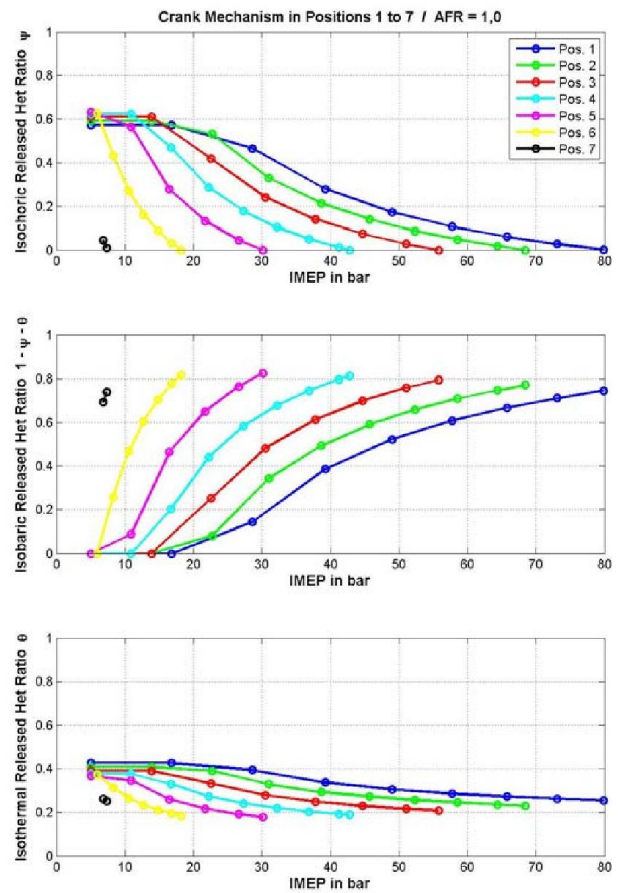 Crank Mechanism in Positions 1 to 7 / AFR = 1,0
Isochoric Released Het Ratio ψ
1
0.8
0.6
0.4
0.2
0
0 10 20 30 40 50 60 70 80
IMEP in bar
Pos. 1
Pos. 2
Pos. 3
Pos. 4
Pos. 5
Pos. 6
Pos. 7
Isobaric Released Het Ratio 1 - ψ - θ
1
0.8
0.6
0.4
0.2
0
0 10 20 30 40 50 60 70 80
IMEP in bar
Isothermal Released Het Ratio θ
1
0.8
0.6
0.4
0.2
0
0 10 20 30 40 50 60 70 80
IMEP in bar